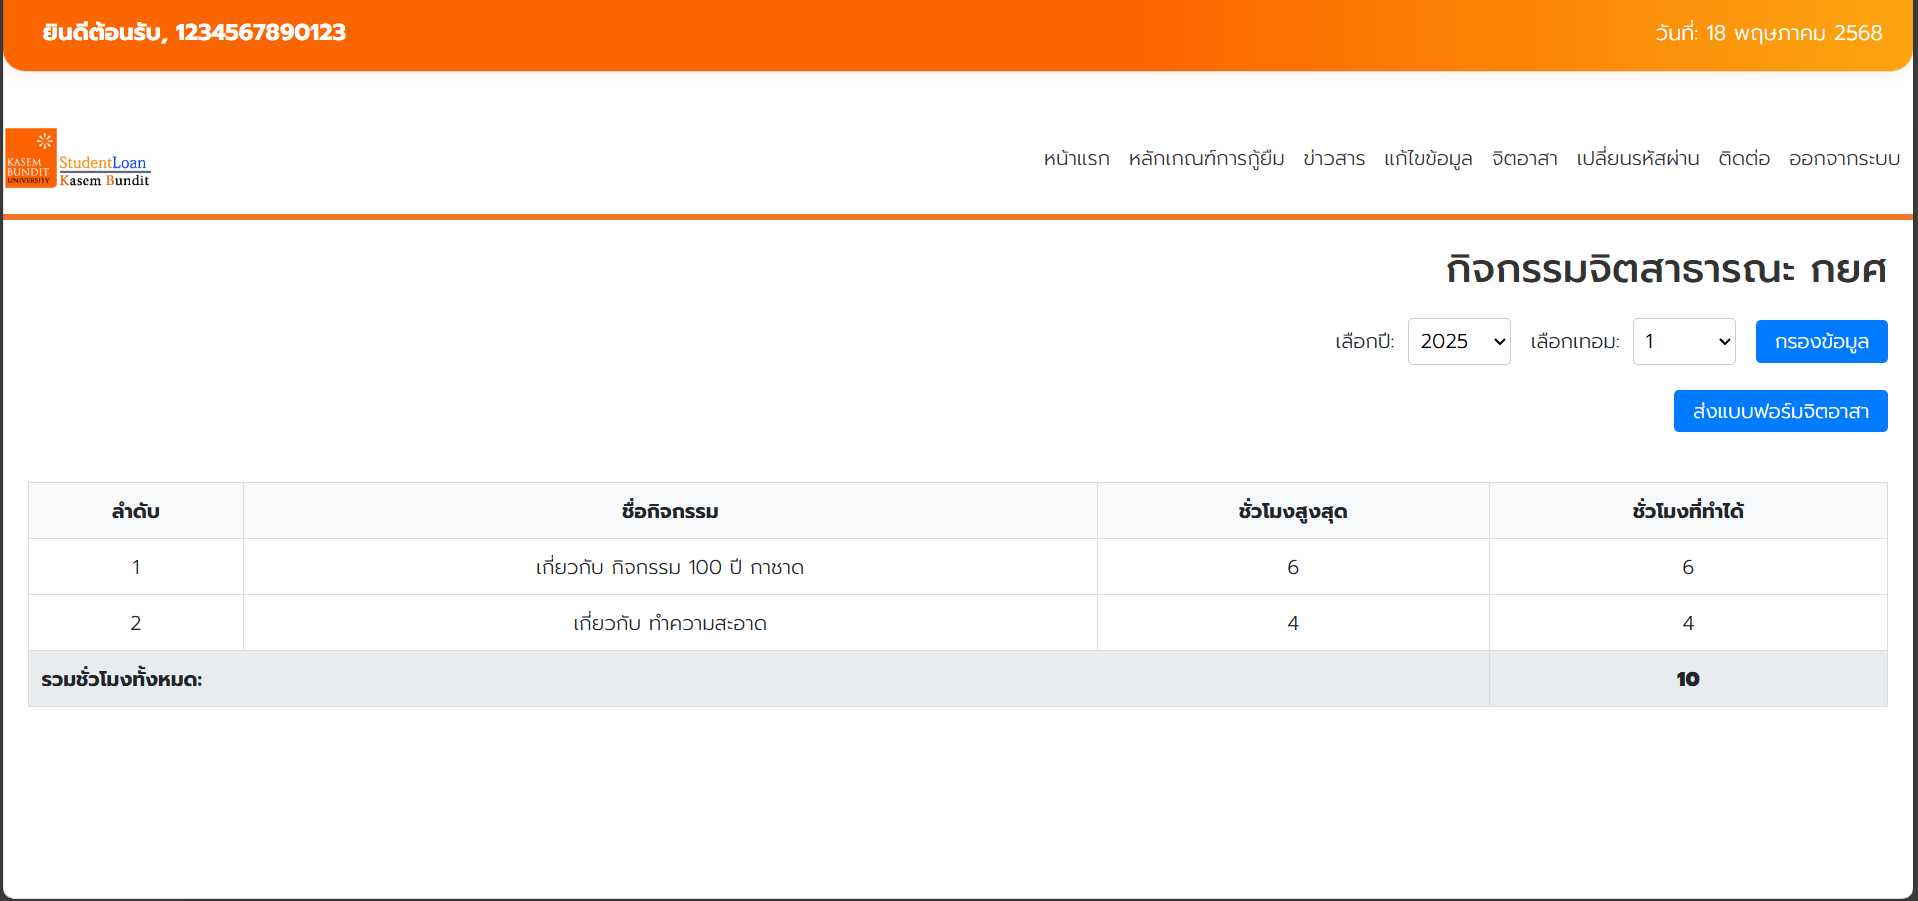 ยินดีต้อนรับ, 1234567890123 วันที่: 18 พฤษภาคม 2568
KASEM
BUNDIT
UNIVERSITY
StudentLoan
Kasem Bundit
หน้าแรก หลักเกณฑ์การกู้ยืม ข่าวสาร แก้ไขข้อมูล จิตอาสา เปลี่ยนรหัสผ่าน ติดต่อ ออกจากระบบ
กิจกรรมจิตสาธารณะ กยศ
เลือกปี: 2025 เลือกเทอม: 1 กรองข้อมูล
ส่งแบบฟอร์มจิตอาสา
ลำดับ ชื่อกิจกรรม ชั่วโมงสูงสุด ชั่วโมงที่ทำได้
1 เกี่ยวกับ กิจกรรม 100 ปี กาชาด 6 6
2 เกี่ยวกับ ทำความสะอาด 4 4
รวมชั่วโมงทั้งหมด: 10